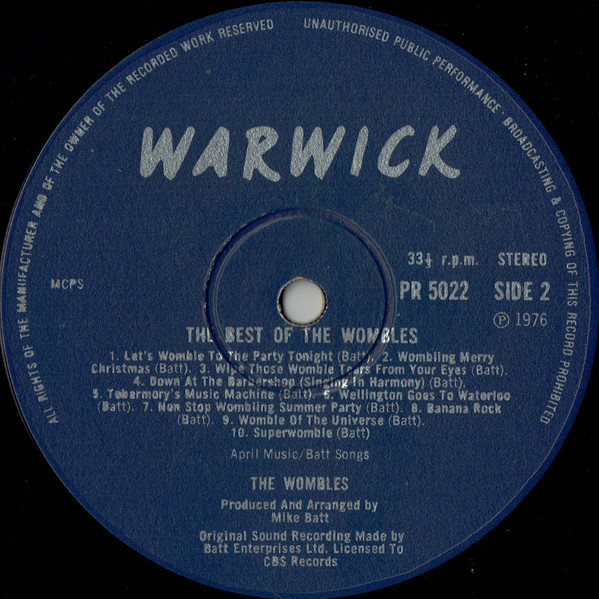 ALL RIGHTS OF THE MANUFACTURER AND OF THE OWNER OF THE RECORDED WORK RESERVED
UNAUTHORISED PUBLIC PERFORMANCE, BROADCASTING & COPYING OF THIS RECORD PROHIBITED
WARWICK
33⅓ r.p.m. STEREO
MCPS
PR 5022 SIDE 2
Ⓟ 1976
THE BEST OF THE WOMBLES
1. Let's Womble To The Party Tonight (Batt). 2. Wombling Merry
Christmas (Batt). 3. Wipe Those Womble Tears From Your Eyes (Batt).
4. Down At The Barbershop (Singing In Harmony) (Batt).
5. Tobermory's Music Machine (Batt). 6. Wellington Goes To Waterloo
(Batt). 7. Non Stop Wombling Summer Party (Batt). 8. Banana Rock
(Batt). 9. Womble Of The Universe (Batt).
10. Superwomble (Batt)
April Music/Batt Songs
THE WOMBLES
Produced And Arranged by
Mike Batt
Original Sound Recording Made by
Batt Enterprises Ltd. Licensed To
CBS Records